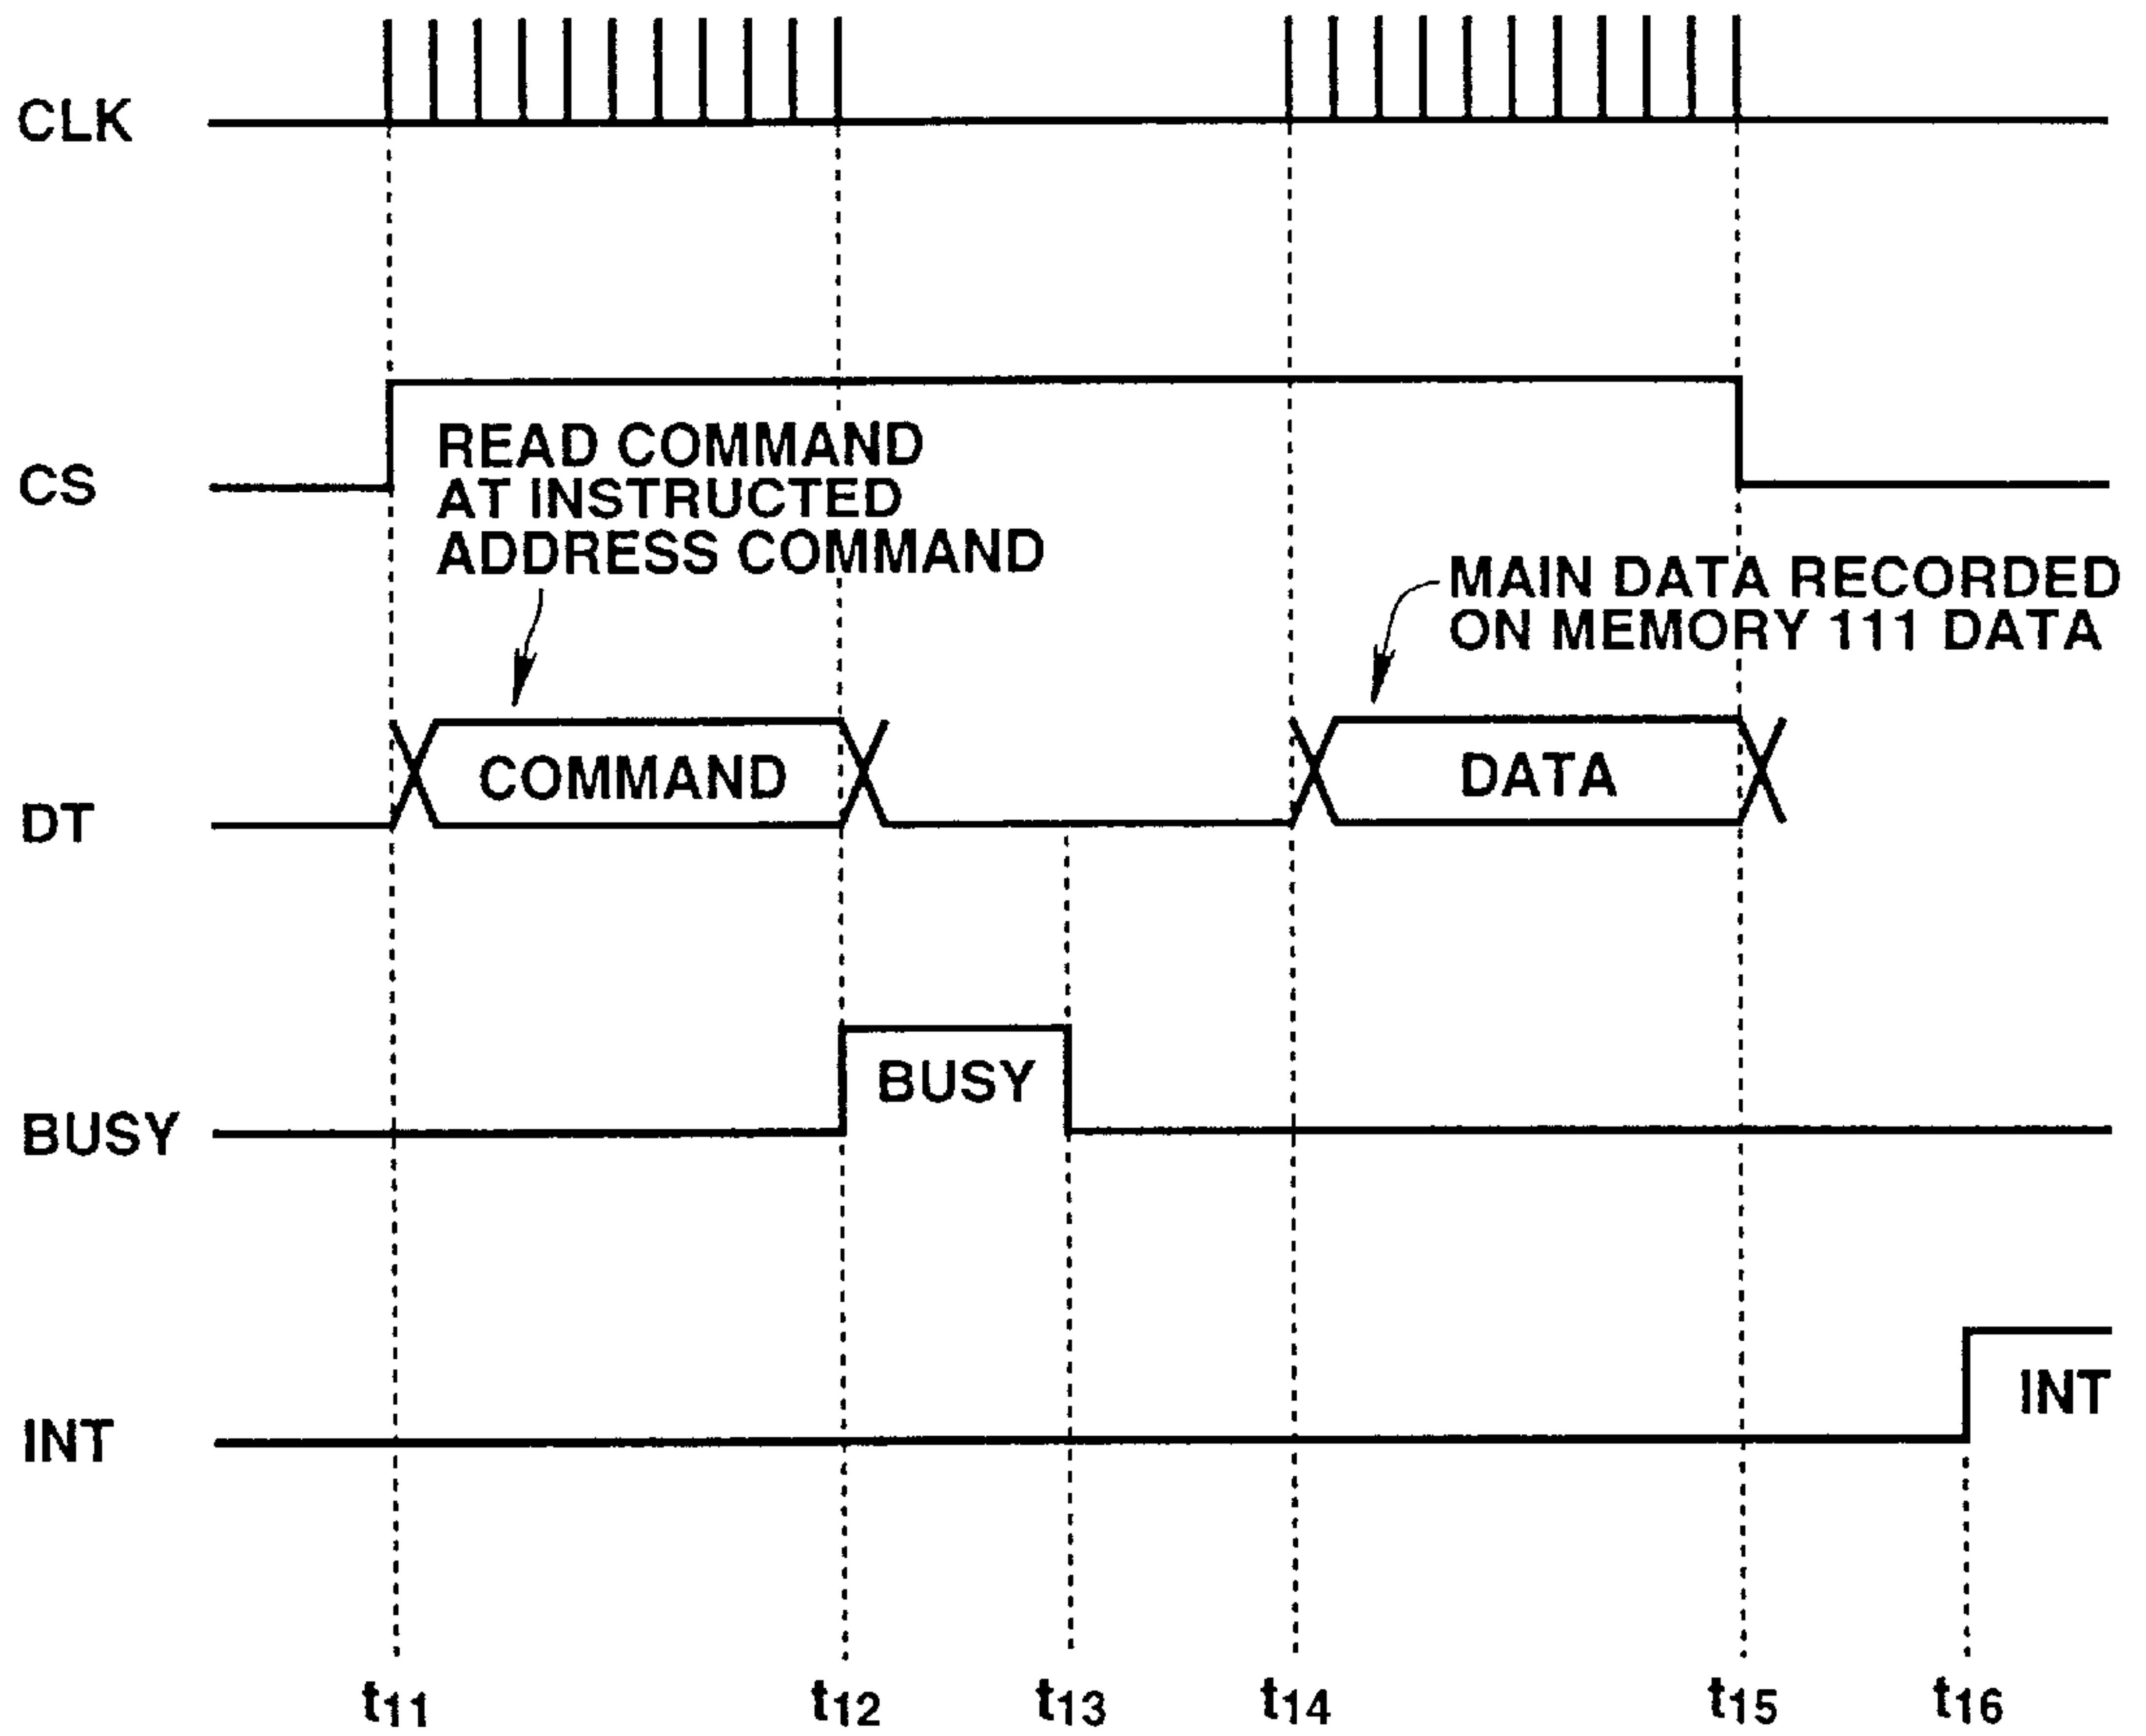 CLK
CS
READ COMMAND
AT INSTRUCTED
ADDRESS COMMAND
MAIN DATA RECORDED
ON MEMORY 111 DATA
COMMAND
DATA
DT
BUSY
BUSY
INT
INT
t11 t12 t13 t14 t15 t16